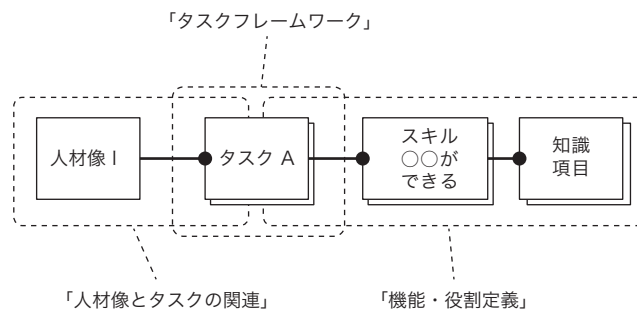 「タスクフレームワーク」
人材像 I
タスク A
スキル
○○が
できる
知識
項目
「人材像とタスクの関連」
「機能・役割定義」